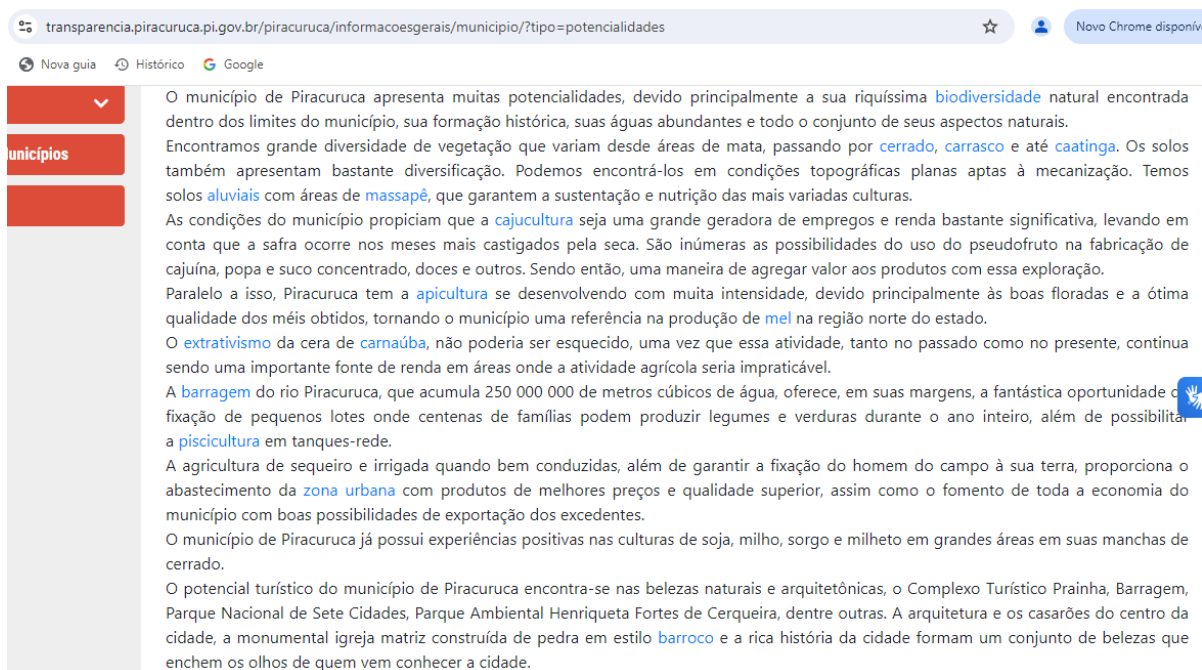 transparencia.piracuruca.pi.gov.br/piracuruca/informacoesgerais/municipio/?tipo=potencialidades
Novo Chrome disponív
Nova guia Histórico Google
unicípios
O município de Piracuruca apresenta muitas potencialidades, devido principalmente a sua riquíssima biodiversidade natural encontrada
dentro dos limites do município, sua formação histórica, suas águas abundantes e todo o conjunto de seus aspectos naturais.
Encontramos grande diversidade de vegetação que variam desde áreas de mata, passando por cerrado, carrasco e até caatinga. Os solos
também apresentam bastante diversificação. Podemos encontrá-los em condições topográficas planas aptas à mecanização. Temos
solos aluviais com áreas de massapê, que garantem a sustentação e nutrição das mais variadas culturas.
As condições do município propiciam que a cajucultura seja uma grande geradora de empregos e renda bastante significativa, levando em
conta que a safra ocorre nos meses mais castigados pela seca. São inúmeras as possibilidades do uso do pseudofruto na fabricação de
cajuína, popa e suco concentrado, doces e outros. Sendo então, uma maneira de agregar valor aos produtos com essa exploração.
Paralelo a isso, Piracuruca tem a apicultura se desenvolvendo com muita intensidade, devido principalmente às boas floradas e a ótima
qualidade dos méis obtidos, tornando o município uma referência na produção de mel na região norte do estado.
O extrativismo da cera de carnaúba, não poderia ser esquecido, uma vez que essa atividade, tanto no passado como no presente, continua
sendo uma importante fonte de renda em áreas onde a atividade agrícola seria impraticável.
A barragem do rio Piracuruca, que acumula 250 000 000 de metros cúbicos de água, oferece, em suas margens, a fantástica oportunidade
fixação de pequenos lotes onde centenas de famílias podem produzir legumes e verduras durante o ano inteiro, além de possibilitar
a piscicultura em tanques-rede.
A agricultura de sequeiro e irrigada quando bem conduzidas, além de garantir a fixação do homem do campo à sua terra, proporciona o
abastecimento da zona urbana com produtos de melhores preços e qualidade superior, assim como o fomento de toda a economia do
município com boas possibilidades de exportação dos excedentes.
O município de Piracuruca já possui experiências positivas nas culturas de soja, milho, sorgo e milheto em grandes áreas em suas manchas de
cerrado.
O potencial turístico do município de Piracuruca encontra-se nas belezas naturais e arquitetônicas, o Complexo Turístico Prainha, Barragem,
Parque Nacional de Sete Cidades, Parque Ambiental Henriqueta Fortes de Cerqueira, dentre outras. A arquitetura e os casarões do centro da
cidade, a monumental igreja matriz construída de pedra em estilo barroco e a rica história da cidade formam um conjunto de belezas que
enchem os olhos de quem vem conhecer a cidade.